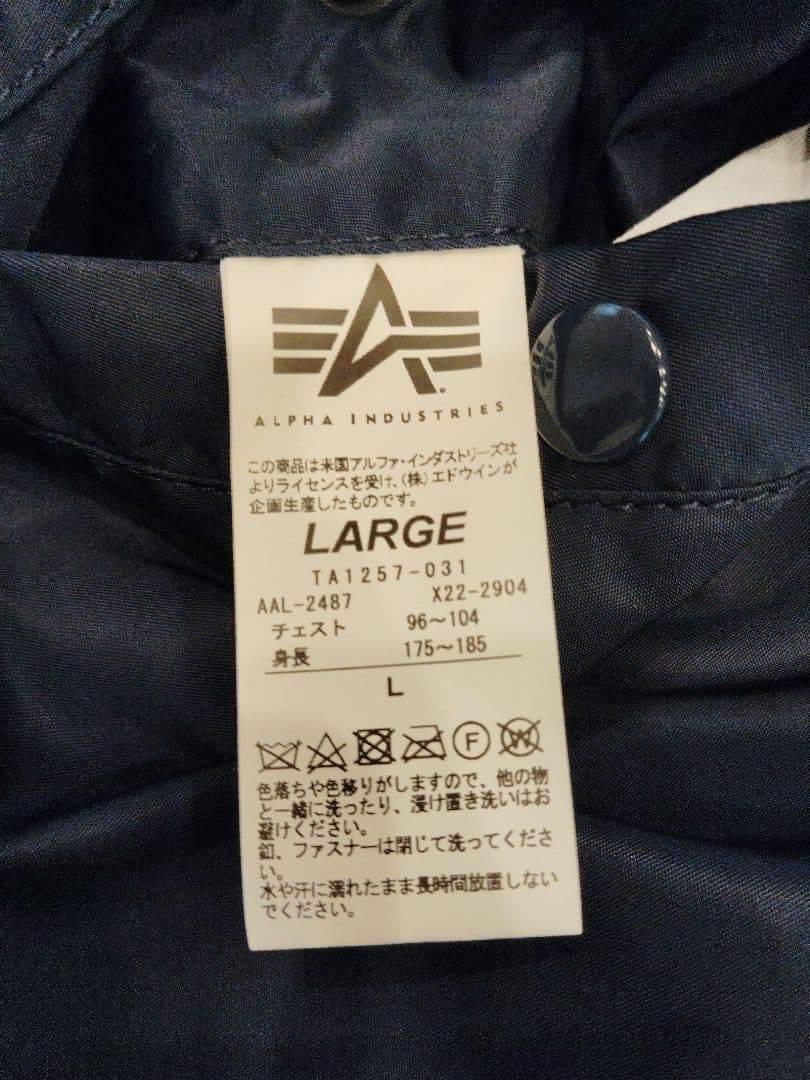 ALPHA INDUSTRIES
この商品は米国アルファ・インダストリーズ社
よりライセンスを受け、(株)エドウインが
企画生産したものです。
LARGE
TA1257-031
AAL-2487 X22-2904
チェスト 96～104
身長 175～185
L
F W
色落ちや色移りがしますので、他の物
と一緒に洗ったり、浸け置き洗いはお
避けください。
釦、ファスナーは閉じて洗ってくださ
い。
水や汗に濡れたまま長時間放置しない
でください。